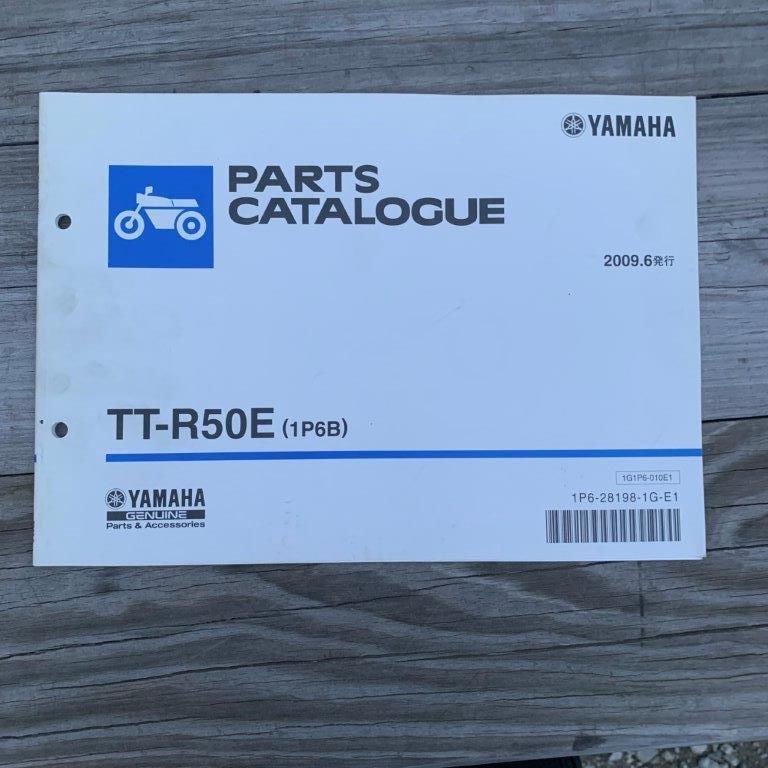 YAMAHA
PARTS
CATALOGUE
2009.6発行
TT-R50E (1P6B)
1G1P6-010E1
1P6-28198-1G-E1
YAMAHA
GENUINE
Parts & Accessories